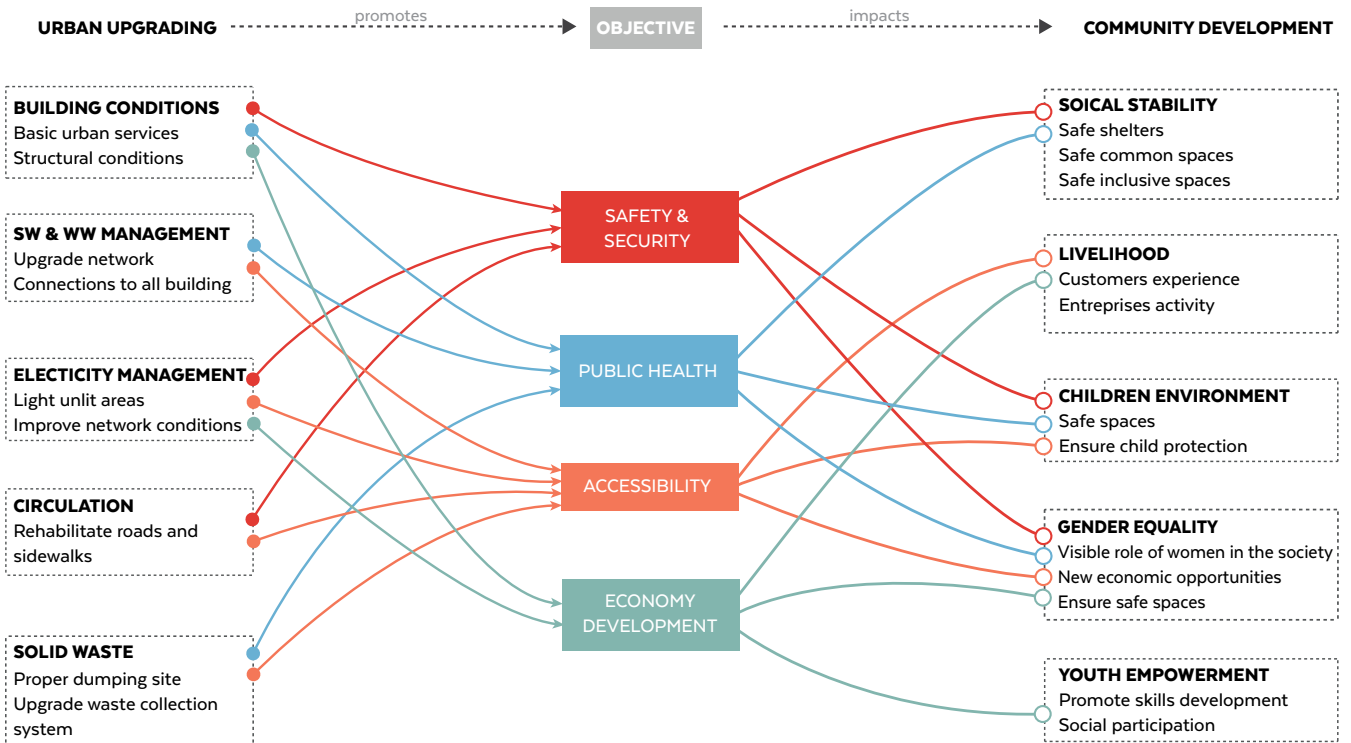 URBAN UPGRADING
promotes
OBJECTIVE
impacts
COMMUNITY DEVELOPMENT
BUILDING CONDITIONS
Basic urban services
Structural conditions
SW & WW MANAGEMENT
Upgrade network
Connections to all building
ELECTICITY MANAGEMENT
Light unlit areas
Improve network conditions
CIRCULATION
Rehabilitate roads and
sidewalks
SOLID WASTE
Proper dumping site
Upgrade waste collection
system
SAFETY &
SECURITY
PUBLIC HEALTH
ACCESSIBILITY
ECONOMY
DEVELOPMENT
SOICAL STABILITY
Safe shelters
Safe common spaces
Safe inclusive spaces
LIVELIHOOD
Customers experience
Entreprises activity
CHILDREN ENVIRONMENT
Safe spaces
Ensure child protection
GENDER EQUALITY
Visible role of women in the society
New economic opportunities
Ensure safe spaces
YOUTH EMPOWERMENT
Promote skills development
Social participation